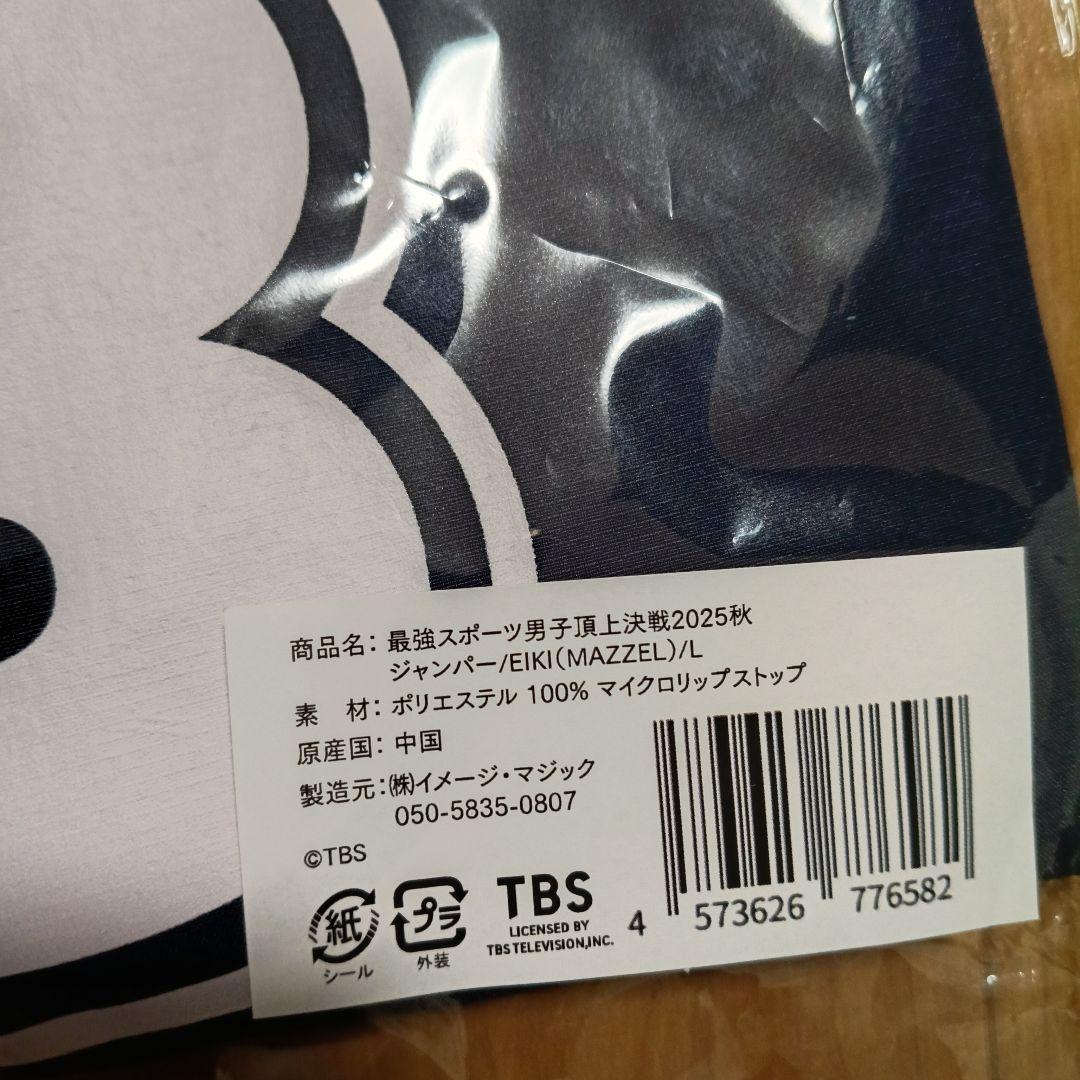 商品名：最強スポーツ男子頂上決戦2025秋
ジャンパー/EIKI（MAZZEL）/L
素　材：ポリエステル 100% マイクロリップストップ
原産国：中国
製造元：㈱イメージ・マジック
050-5835-0807
©TBS
紙
シール
プラ
外装
TBS
LICENSED BY
TBS TELEVISION,INC.
4 573626 776582